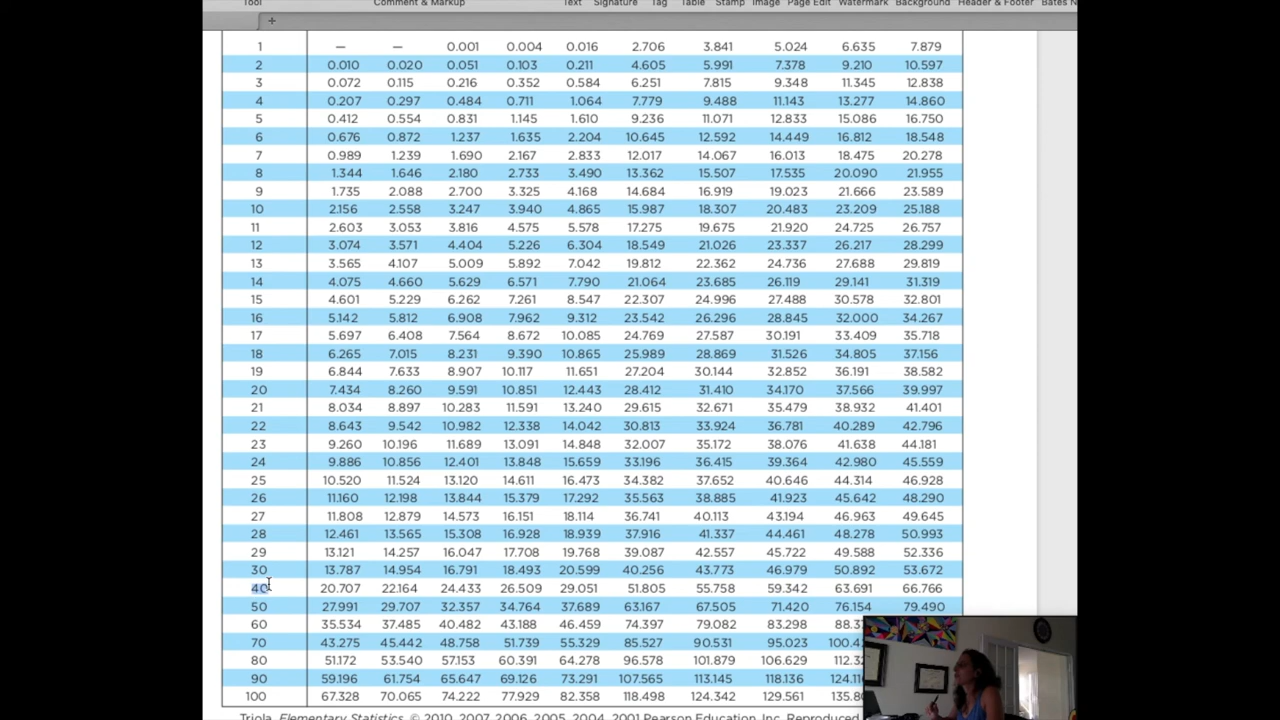 Tool Comment & Markup Text Signature Tag Table Stamp Image Page Edit Watermark Background Header & Footer Bates N
+
1 — — 0.001 0.004 0.016 2.706 3.841 5.024 6.635 7.879
2 0.010 0.020 0.051 0.103 0.211 4.605 5.991 7.378 9.210 10.597
3 0.072 0.115 0.216 0.352 0.584 6.251 7.815 9.348 11.345 12.838
4 0.207 0.297 0.484 0.711 1.064 7.779 9.488 11.143 13.277 14.860
5 0.412 0.554 0.831 1.145 1.610 9.236 11.071 12.833 15.086 16.750
6 0.676 0.872 1.237 1.635 2.204 10.645 12.592 14.449 16.812 18.548
7 0.989 1.239 1.690 2.167 2.833 12.017 14.067 16.013 18.475 20.278
8 1.344 1.646 2.180 2.733 3.490 13.362 15.507 17.535 20.090 21.955
9 1.735 2.088 2.700 3.325 4.168 14.684 16.919 19.023 21.666 23.589
10 2.156 2.558 3.247 3.940 4.865 15.987 18.307 20.483 23.209 25.188
11 2.603 3.053 3.816 4.575 5.578 17.275 19.675 21.920 24.725 26.757
12 3.074 3.571 4.404 5.226 6.304 18.549 21.026 23.337 26.217 28.299
13 3.565 4.107 5.009 5.892 7.042 19.812 22.362 24.736 27.688 29.819
14 4.075 4.660 5.629 6.571 7.790 21.064 23.685 26.119 29.141 31.319
15 4.601 5.229 6.262 7.261 8.547 22.307 24.996 27.488 30.578 32.801
16 5.142 5.812 6.908 7.962 9.312 23.542 26.296 28.845 32.000 34.267
17 5.697 6.408 7.564 8.672 10.085 24.769 27.587 30.191 33.409 35.718
18 6.265 7.015 8.231 9.390 10.865 25.989 28.869 31.526 34.805 37.156
19 6.844 7.633 8.907 10.117 11.651 27.204 30.144 32.852 36.191 38.582
20 7.434 8.260 9.591 10.851 12.443 28.412 31.410 34.170 37.566 39.997
21 8.034 8.897 10.283 11.591 13.240 29.615 32.671 35.479 38.932 41.401
22 8.643 9.542 10.982 12.338 14.042 30.813 33.924 36.781 40.289 42.796
23 9.260 10.196 11.689 13.091 14.848 32.007 35.172 38.076 41.638 44.181
24 9.886 10.856 12.401 13.848 15.659 33.196 36.415 39.364 42.980 45.559
25 10.520 11.524 13.120 14.611 16.473 34.382 37.652 40.646 44.314 46.928
26 11.160 12.198 13.844 15.379 17.292 35.563 38.885 41.923 45.642 48.290
27 11.808 12.879 14.573 16.151 18.114 36.741 40.113 43.194 46.963 49.645
28 12.461 13.565 15.308 16.928 18.939 37.916 41.337 44.461 48.278 50.993
29 13.121 14.257 16.047 17.708 19.768 39.087 42.557 45.722 49.588 52.336
30 13.787 14.954 16.791 18.493 20.599 40.256 43.773 46.979 50.892 53.672
40 20.707 22.164 24.433 26.509 29.051 51.805 55.758 59.342 63.691 66.766
50 27.991 29.707 32.357 34.764 37.689 63.167 67.505 71.420 76.154 79.490
60 35.534 37.485 40.482 43.188 46.459 74.397 79.082 83.298 88.3
70 43.275 45.442 48.758 51.739 55.329 85.527 90.531 95.023 100.4
80 51.172 53.540 57.153 60.391 64.278 96.578 101.879 106.629 112.3
90 59.196 61.754 65.647 69.126 73.291 107.565 113.145 118.136 124.1
100 67.328 70.065 74.222 77.929 82.358 118.498 124.342 129.561 135.8
Triola, Elementary Statistics, © 2010, 2007, 2006, 2005, 2004, 2001 Pearson Education, Inc. Reproduced